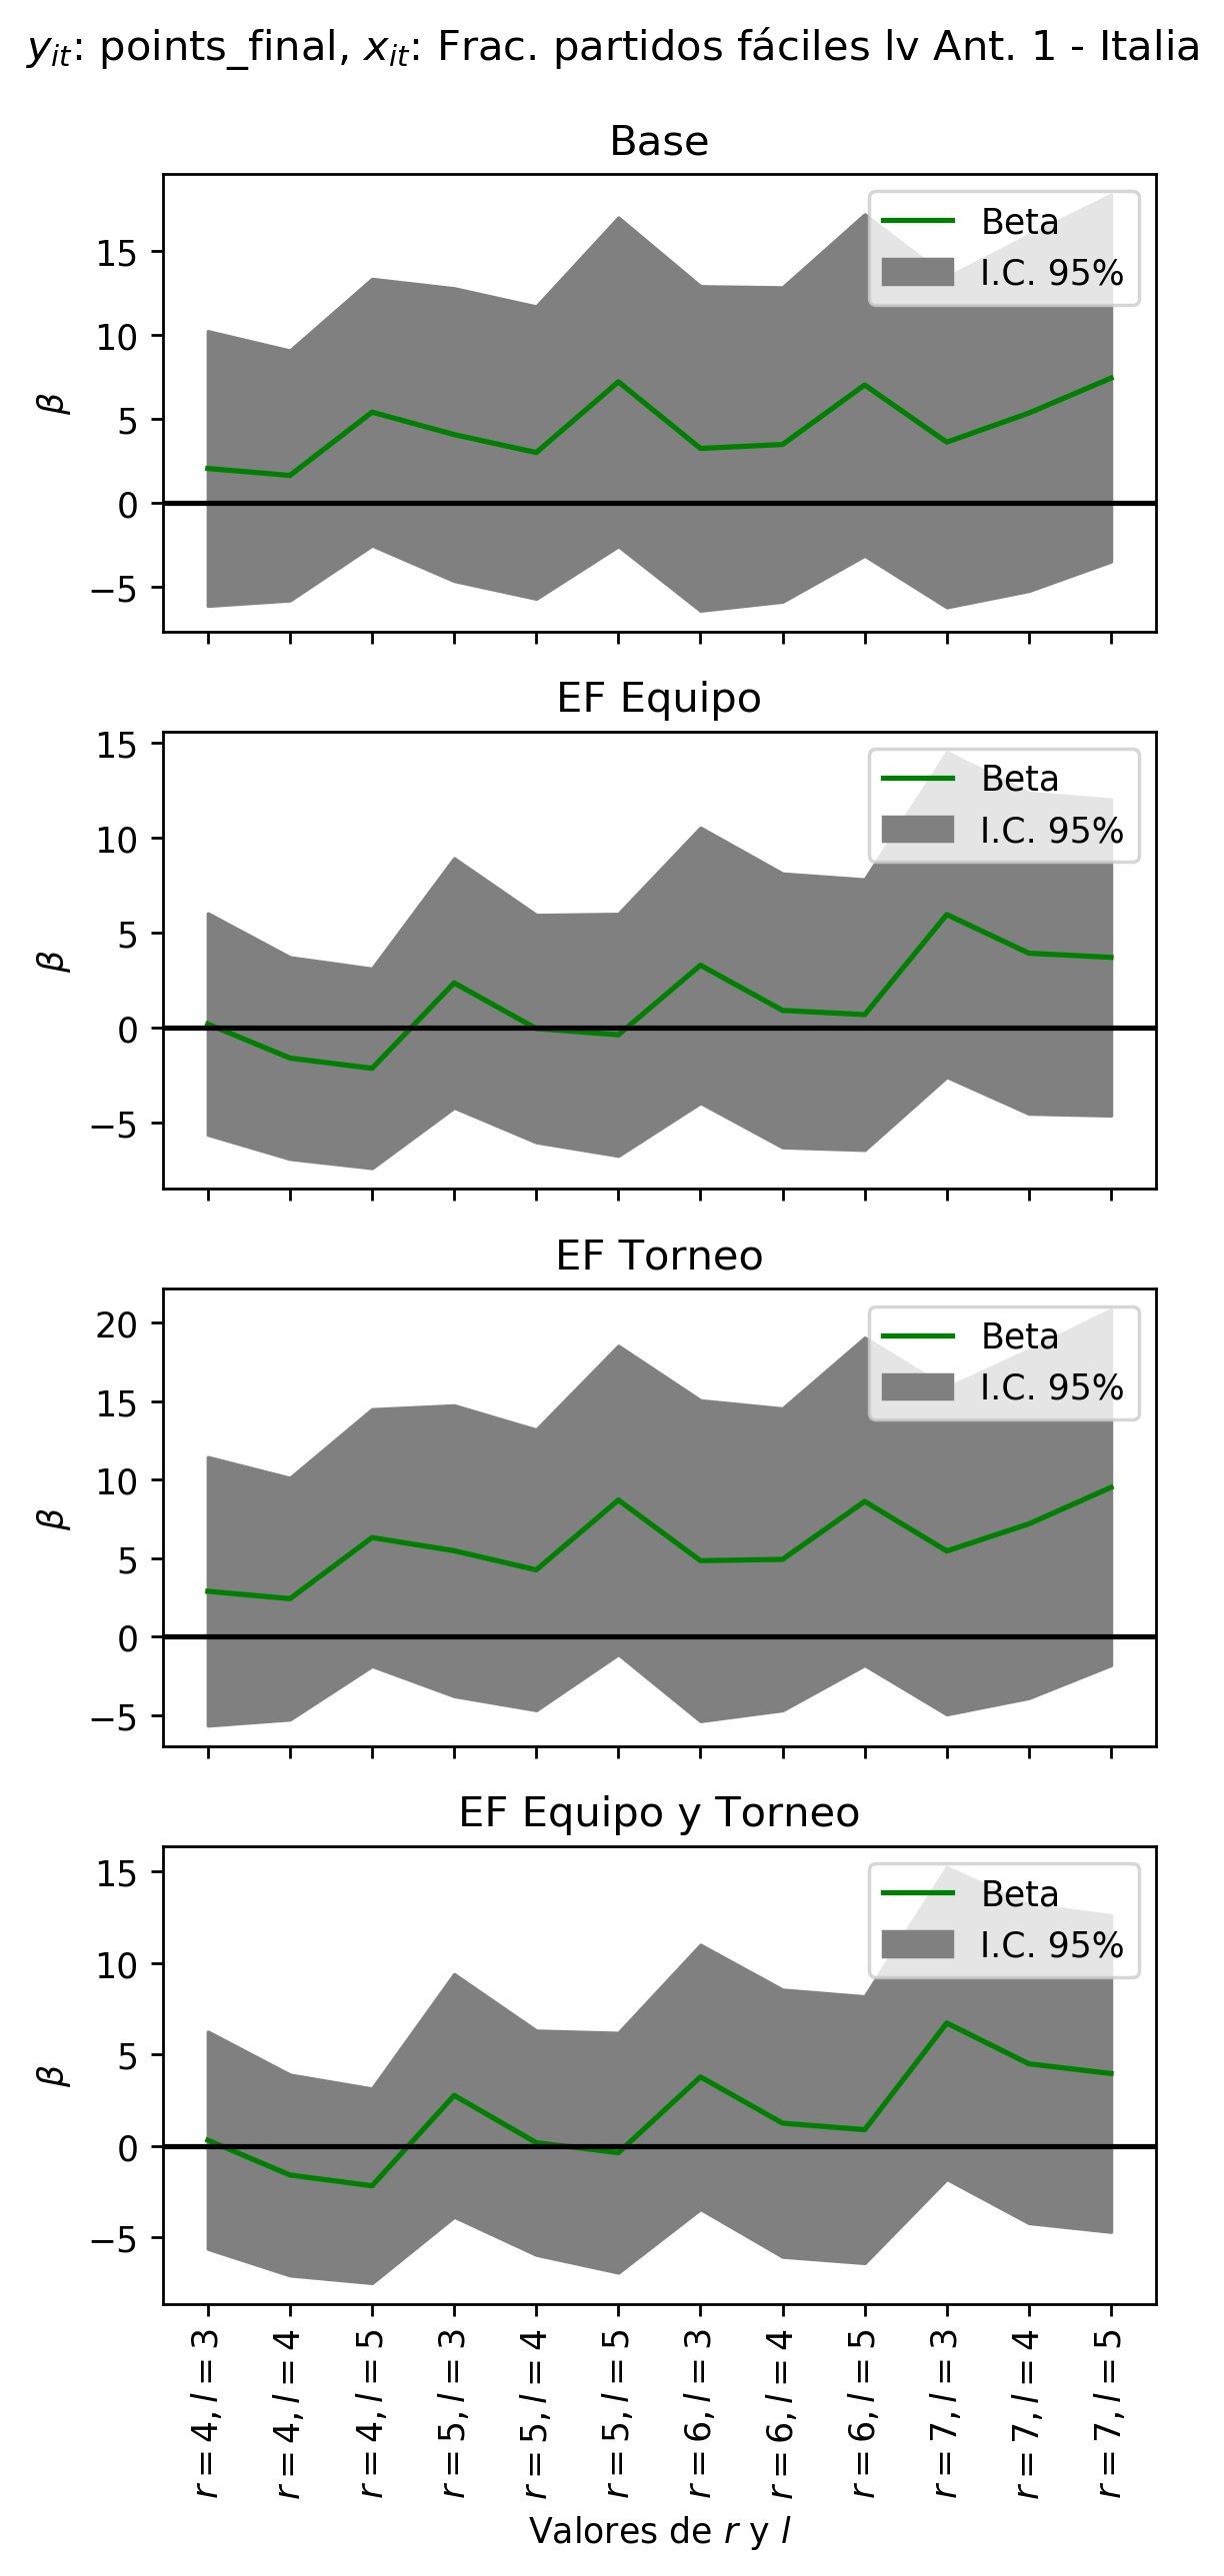 y_it: points_final, x_it: Frac. partidos fáciles lv Ant. 1 - Italia
Base
β
15
10
5
0
−5
Beta
I.C. 95%
EF Equipo
β
15
10
5
0
−5
Beta
I.C. 95%
EF Torneo
β
20
15
10
5
0
−5
Beta
I.C. 95%
EF Equipo y Torneo
β
15
10
5
0
−5
Beta
I.C. 95%
r = 4, l = 3
r = 4, l = 4
r = 4, l = 5
r = 5, l = 3
r = 5, l = 4
r = 5, l = 5
r = 6, l = 3
r = 6, l = 4
r = 6, l = 5
r = 7, l = 3
r = 7, l = 4
r = 7, l = 5
Valores de r y l